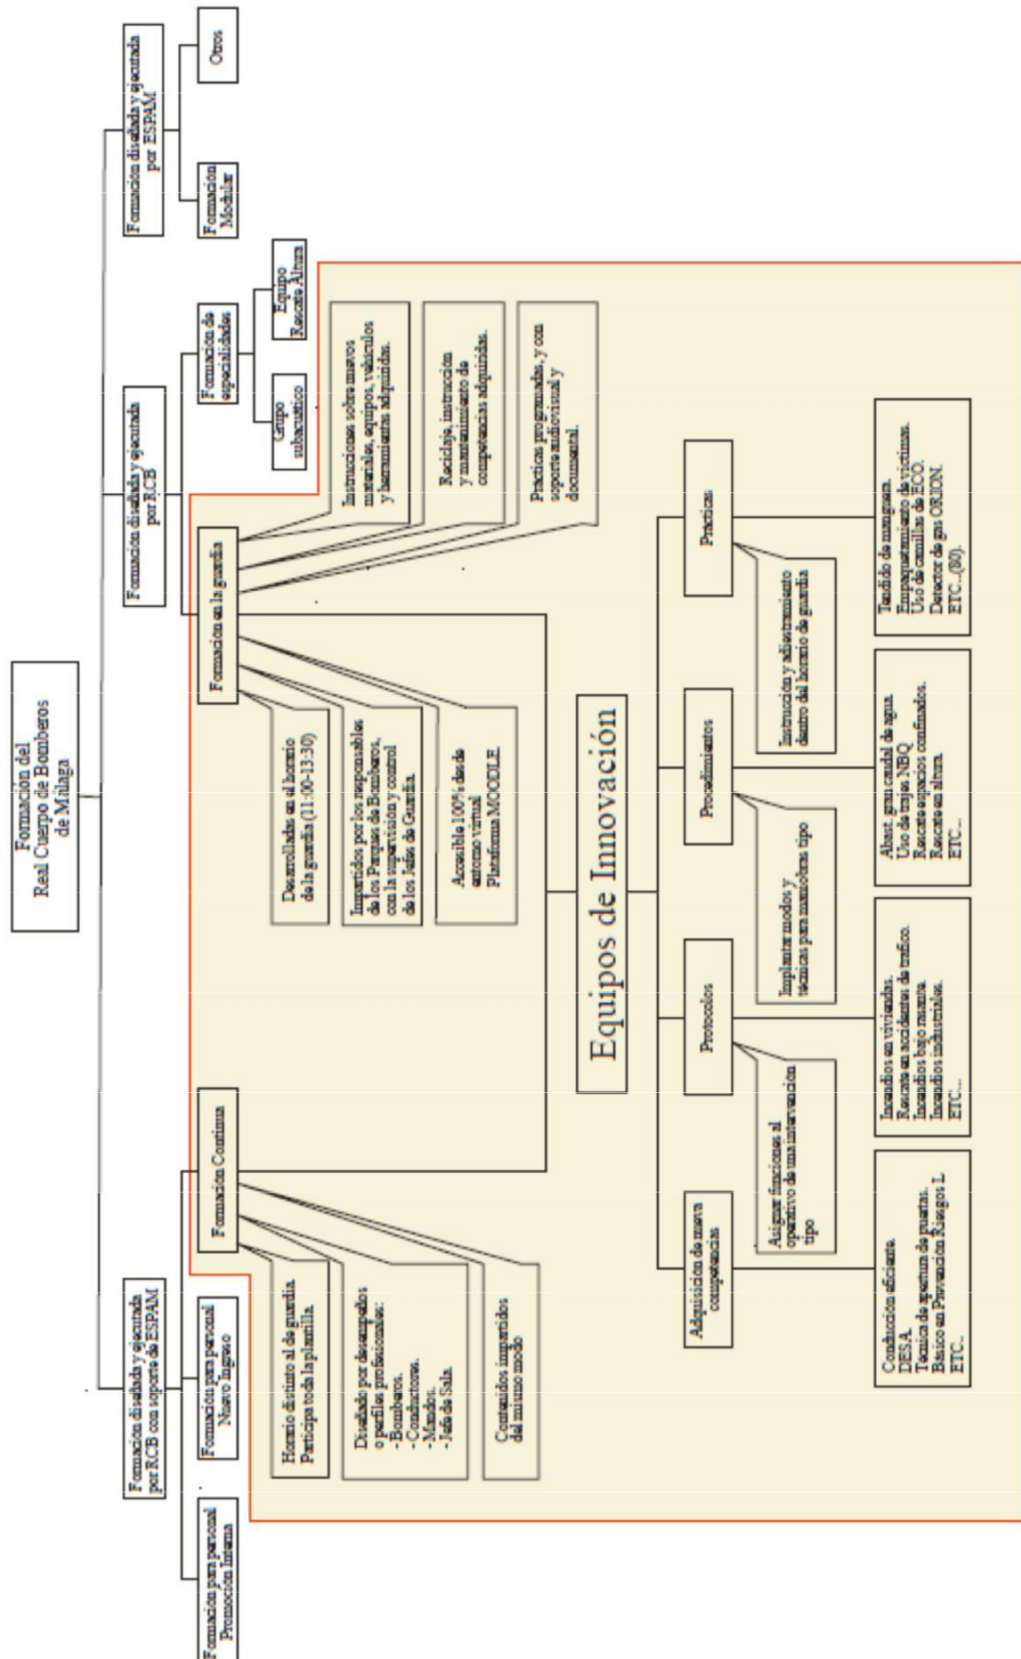 Formación del
Real Cuerpo de Bomberos
de Málaga
Formación diseñada y ejecutada
por RCB con soporte de ESPAM
Formación diseñada y ejecutada
por RCB
Formación diseñada y ejecutada
por ESPAM
Formación para personal
Promoción Interna
Formación para personal
Nuevo Ingreso
Formación Continua
Formación en la guardia
Formación de
especialidades
Formación
Modular
Otros
Grupo
subacuático
Equipo
Rescate Altura
Horario distinto al de guardia.
Participa toda la plantilla.
Diseñado por desempeños
o perfiles profesionales:
- Bomberos.
- Conductores.
- Mandos.
- Jefe de Sala.
Contenidos impartidos
del mismo modo
Desarrolladas en el horario
de la guardia (11:00-13:30)
Impartidos por los responsables
de los Parques de Bomberos,
con la supervisión y control
de los Jefes de Guardia.
Accesible 100% desde
entorno virtual
Plataforma MOODLE
Instrucciones sobre nuevos
materiales, equipos, vehículos
y herramientas adquiridas.
Reciclaje, instrucción
y mantenimiento de
competencias adquiridas.
Prácticas programadas, y con
soporte audiovisual y
documental.
Equipos de Innovación
Adquisición de nueva
competencias
Protocolos
Procedimientos
Prácticas
Asignar funciones al
operativo de una intervención
tipo
Implantar modos y
técnicas para maniobras tipo
Instrucción y adiestramiento
dentro del horario de guardia
Conducción eficiente.
DESA.
Técnica de apertura de puertas.
Básico en Prevención Riesgos L.
ETC...
Incendios en viviendas.
Rescate en accidentes de trafico.
Incendios bajo rasante.
Incendios industriales.
ETC...
Abast. gran caudal de agua.
Uso de trajes NBQ
Rescate espacios confinados.
Rescate en altura.
ETC...
Tendido de manguera.
Empaquetamiento de víctimas.
Uso de camillas de ECO.
Detector de gas ORION.
ETC...(80).